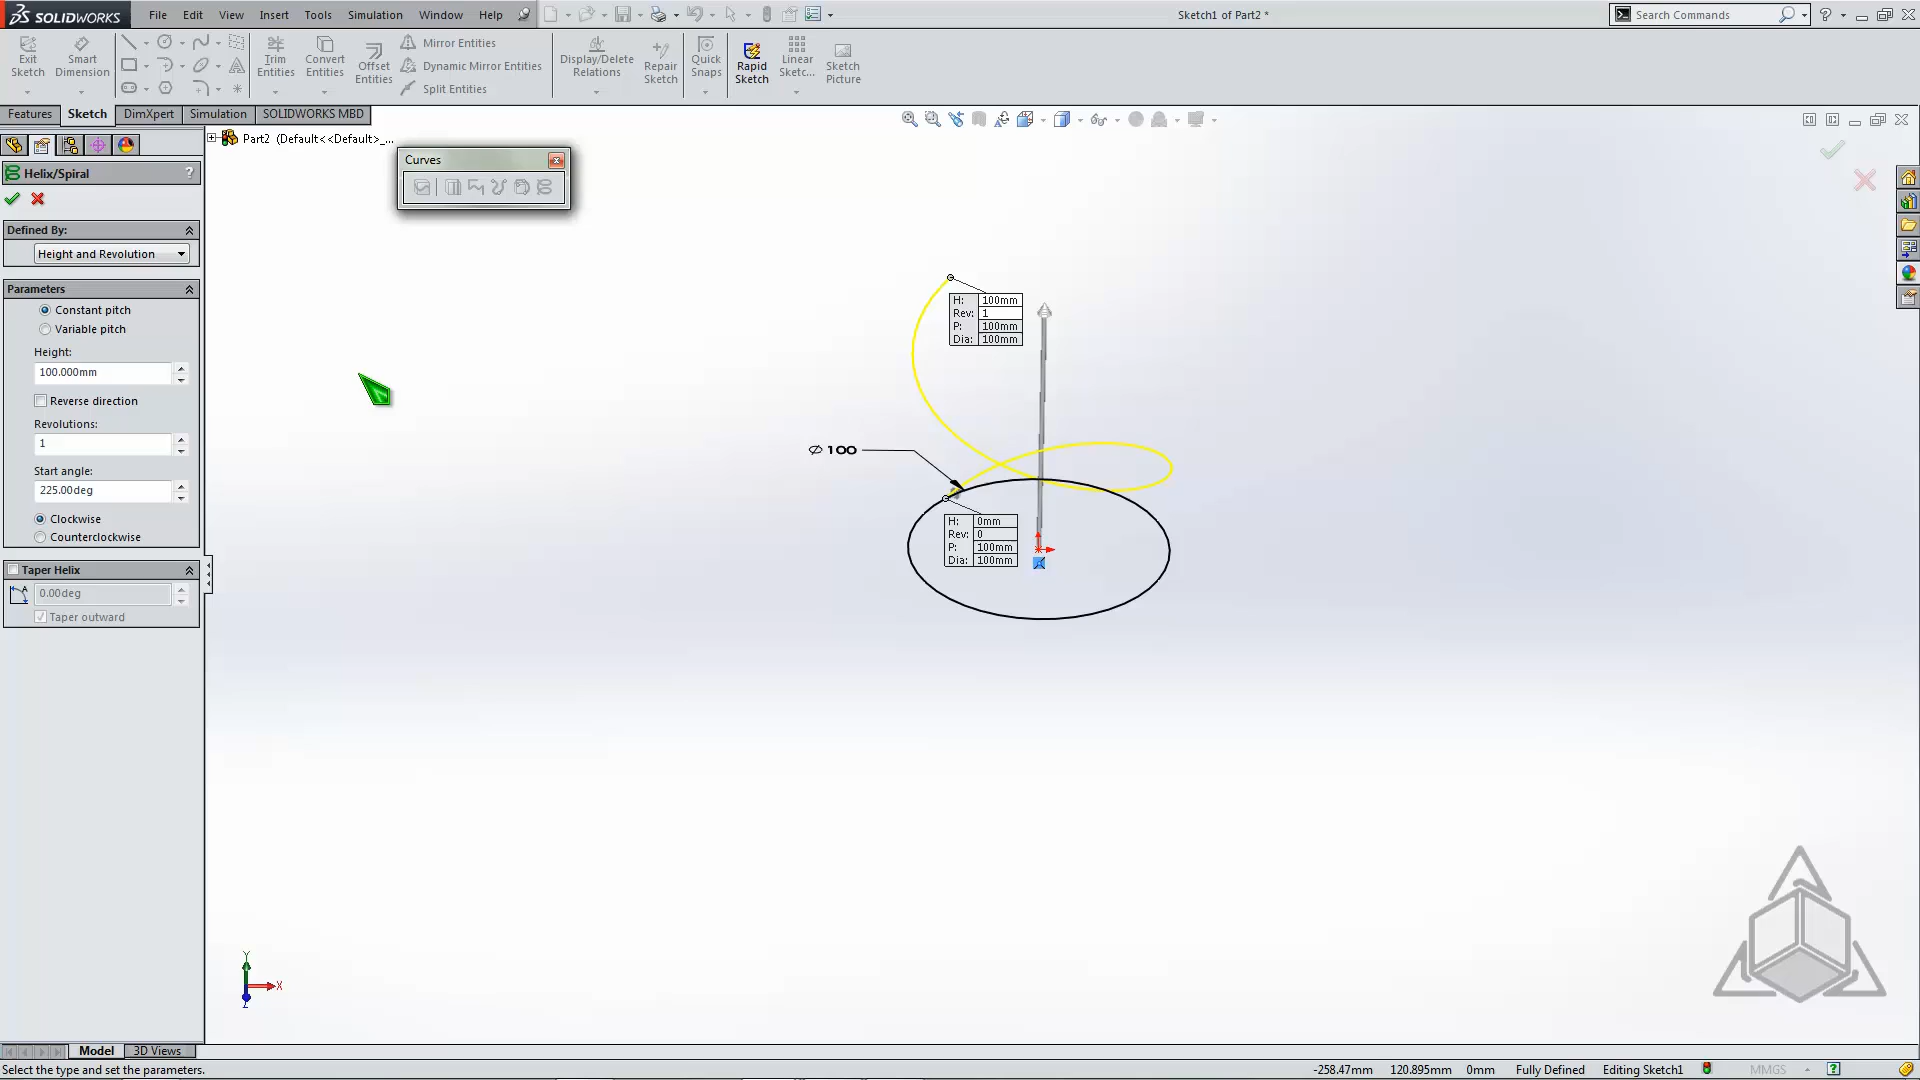 SOLIDWORKS
File Edit View Insert Tools Simulation Window Help
Sketch1 of Part2 *
Search Commands
Exit Sketch
Smart Dimension
Trim Entities
Convert Entities
Offset Entities
Mirror Entities
Dynamic Mirror Entities
Split Entities
Display/Delete Relations
Repair Sketch
Quick Snaps
Rapid Sketch
Linear Sketc...
Sketch Picture
Features Sketch DimXpert Simulation SOLIDWORKS MBD
Part2 (Default<<Default>_...
Curves
Helix/Spiral ?
Defined By:
Height and Revolution
Parameters
Constant pitch
Variable pitch
Height:
100.000mm
Reverse direction
Revolutions:
1
Start angle:
225.00deg
Clockwise
Counterclockwise
Taper Helix
0.00deg
Taper outward
H: 100mm
Rev: 1
P: 100mm
Dia: 100mm
∅ 100
H: 0mm
Rev: 0
P: 100mm
Dia: 100mm
Y
X
Z
Model 3D Views
Select the type and set the parameters.
-258.47mm 120.895mm 0mm Fully Defined Editing Sketch1 MMGS ?